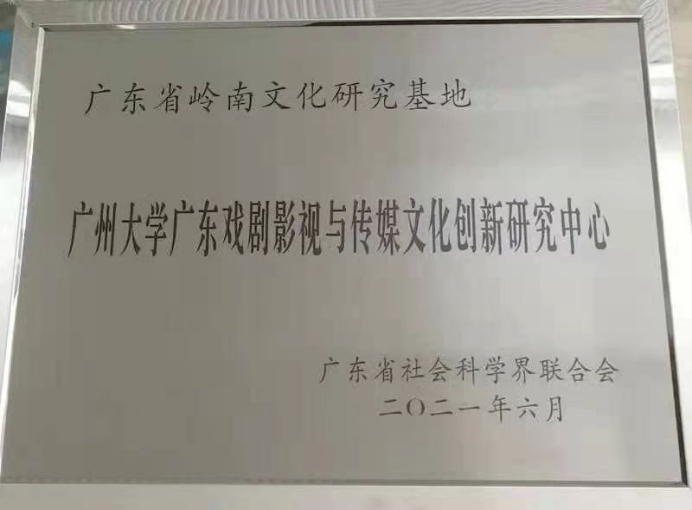 广东省岭南文化研究基地
广州大学广东戏剧影视与传媒文化创新研究中心
广东省社会科学界联合会
二〇二一年六月